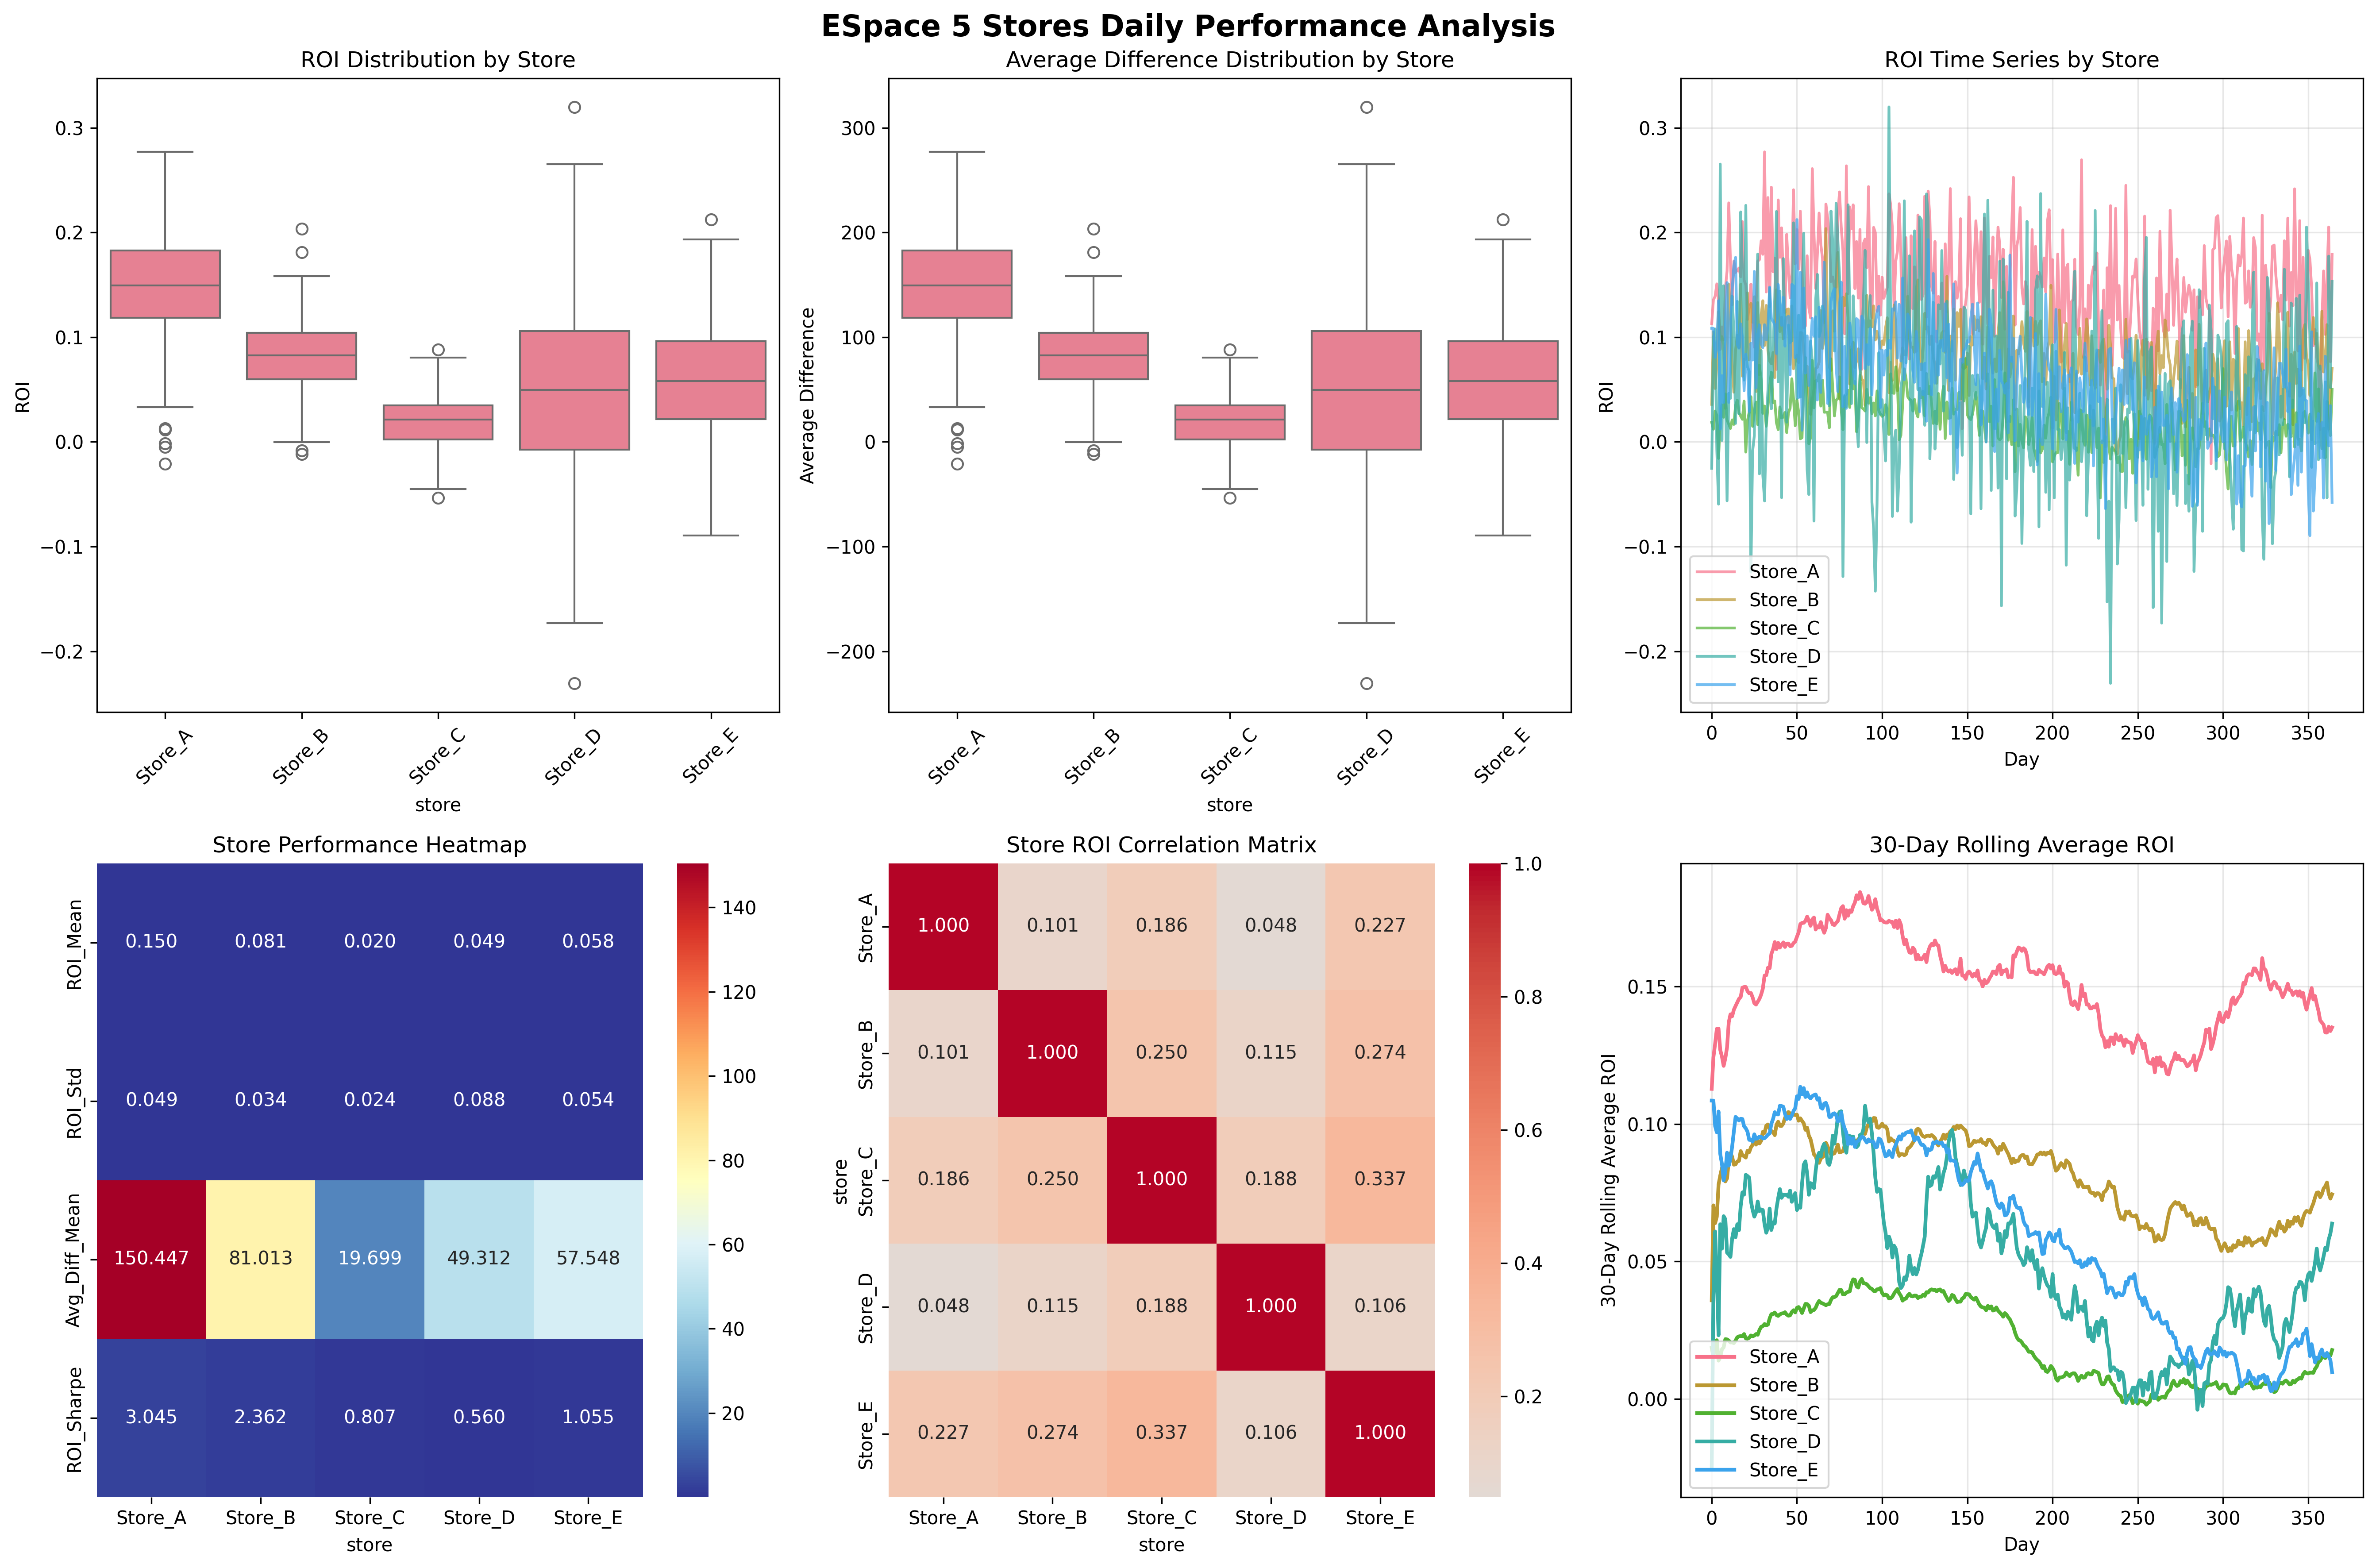 ESpace 5 Stores Daily Performance Analysis
ROI Distribution by Store
ROI
0.3
0.2
0.1
0.0
−0.1
−0.2
Store_A
Store_B
Store_C
Store_D
Store_E
store
Average Difference Distribution by Store
Average Difference
300
200
100
0
−100
−200
Store_A
Store_B
Store_C
Store_D
Store_E
store
ROI Time Series by Store
ROI
0.3
0.2
0.1
0.0
−0.1
−0.2
Store_A
Store_B
Store_C
Store_D
Store_E
0 50 100 150 200 250 300 350
Day
Store Performance Heatmap
ROI_Mean
0.150 0.081 0.020 0.049 0.058
ROI_Std
0.049 0.034 0.024 0.088 0.054
Avg_Diff_Mean
150.447 81.013 19.699 49.312 57.548
ROI_Sharpe
3.045 2.362 0.807 0.560 1.055
Store_A Store_B Store_C Store_D Store_E
store
140
120
100
80
60
40
20
Store ROI Correlation Matrix
store
Store_A
1.000 0.101 0.186 0.048 0.227
Store_B
0.101 1.000 0.250 0.115 0.274
Store_C
0.186 0.250 1.000 0.188 0.337
Store_D
0.048 0.115 0.188 1.000 0.106
Store_E
0.227 0.274 0.337 0.106 1.000
Store_A Store_B Store_C Store_D Store_E
store
1.0
0.8
0.6
0.4
0.2
30-Day Rolling Average ROI
30-Day Rolling Average ROI
0.15
0.10
0.05
0.00
Store_A
Store_B
Store_C
Store_D
Store_E
0 50 100 150 200 250 300 350
Day